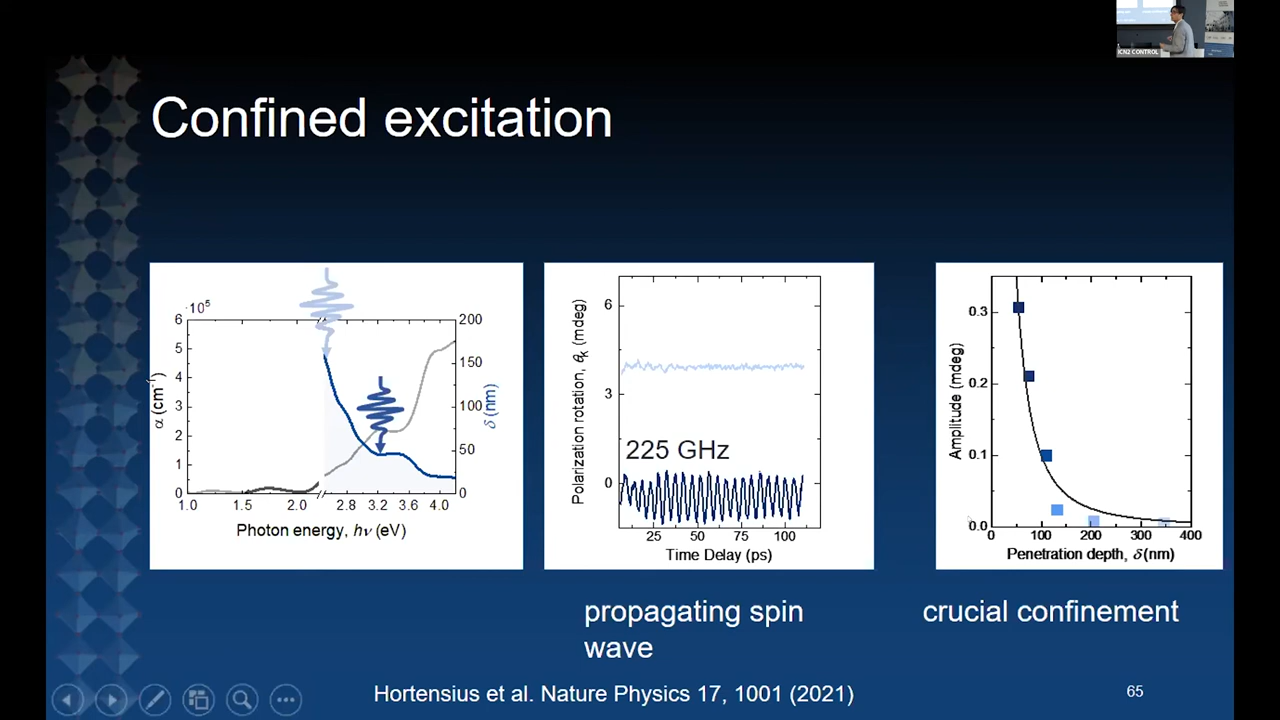 ICN2 CONTROL
Confined excitation
·10⁵
6
5
4
3
2
1
0
α (cm⁻¹)
200
150
100
50
0
δ (nm)
1.0 1.5 2.0 2.8 3.2 3.6 4.0
Photon energy, hν (eV)
6
3
0
Polarization rotation, θK (mdeg)
225 GHz
25 50 75 100
Time Delay (ps)
0.3
0.2
0.1
0.0
Amplitude (mdeg)
0 100 200 300 400
Penetration depth, δ (nm)
propagating spin
wave
crucial confinement
Hortensius et al. Nature Physics 17, 1001 (2021)
65